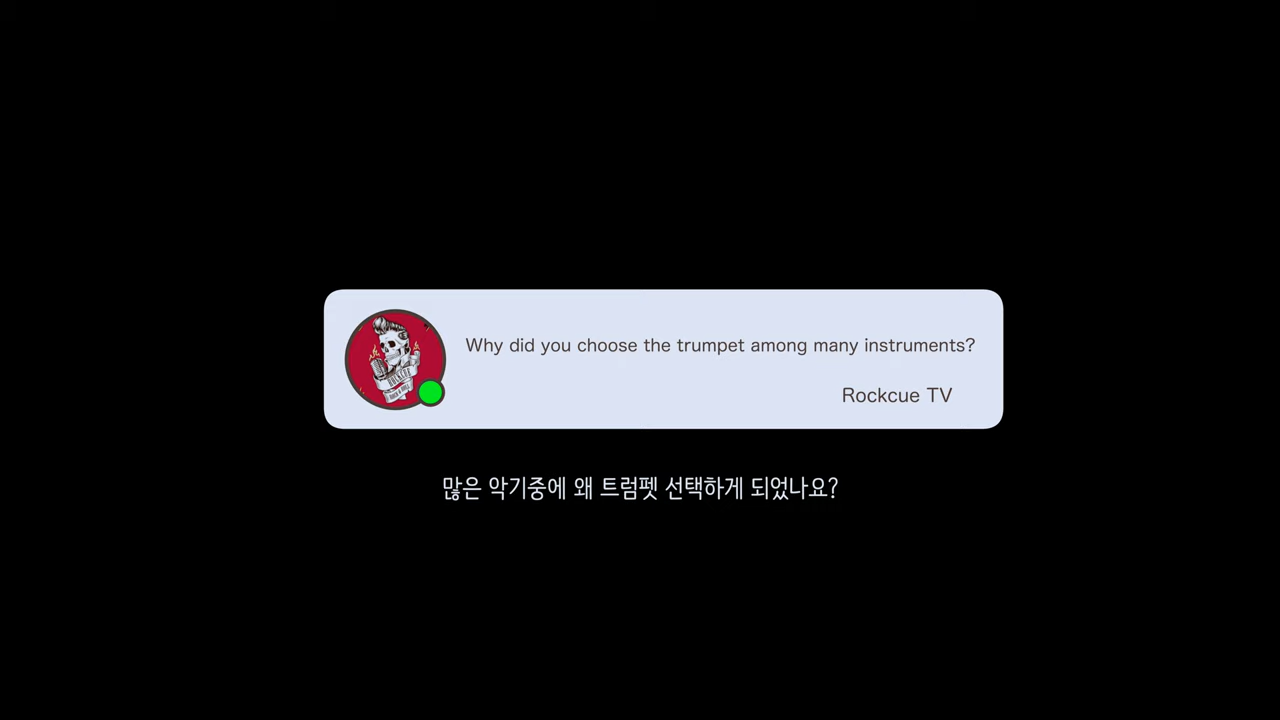 Why did you choose the trumpet among many instruments?
ROCKCUE
Rockcue TV
많은 악기중에 왜 트럼펫 선택하게 되었나요?